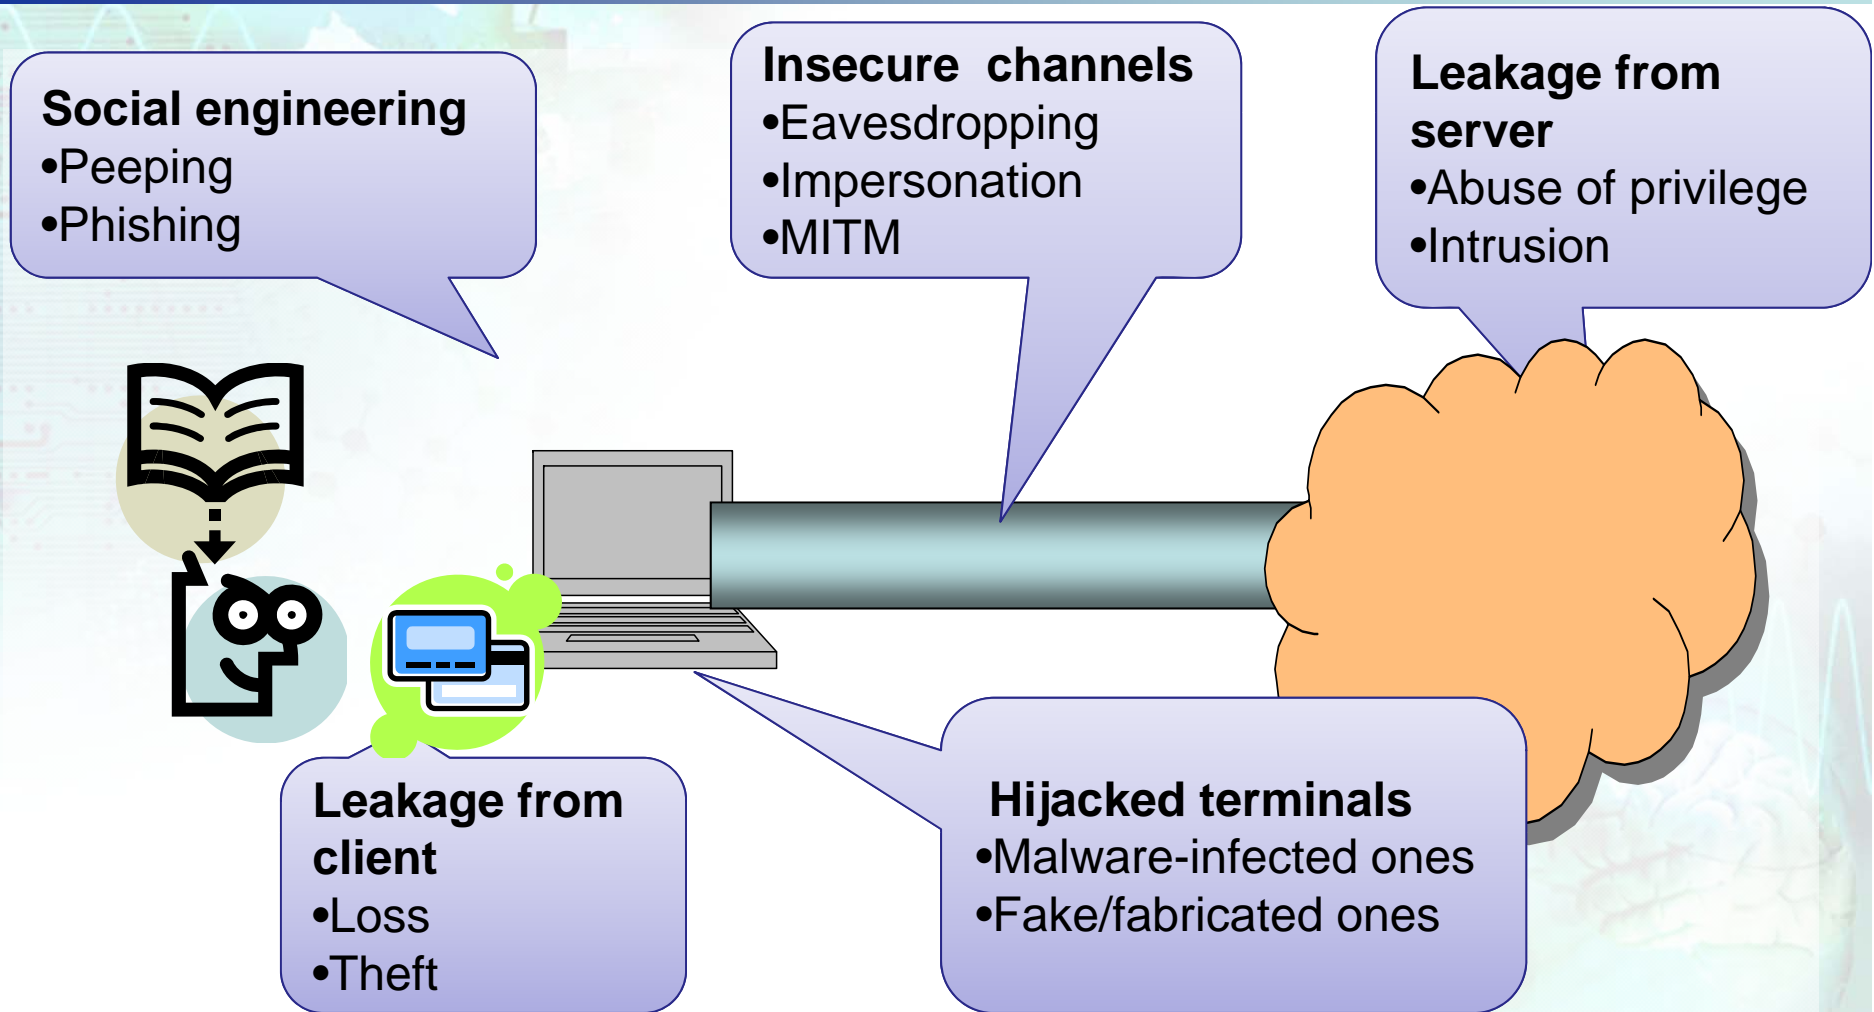 Social engineering
•Peeping
•Phishing
Insecure channels
•Eavesdropping
•Impersonation
•MITM
Leakage from
server
•Abuse of privilege
•Intrusion
Leakage from
client
•Loss
•Theft
Hijacked terminals
•Malware-infected ones
•Fake/fabricated ones